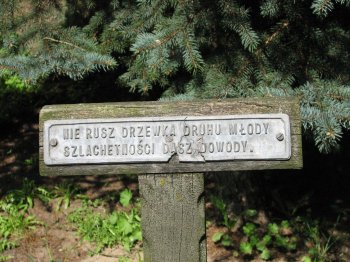 NIE RUSZ DRZEWKA DRUHU MŁODY
SZLACHETNOŚCI DASZ DOWODY.